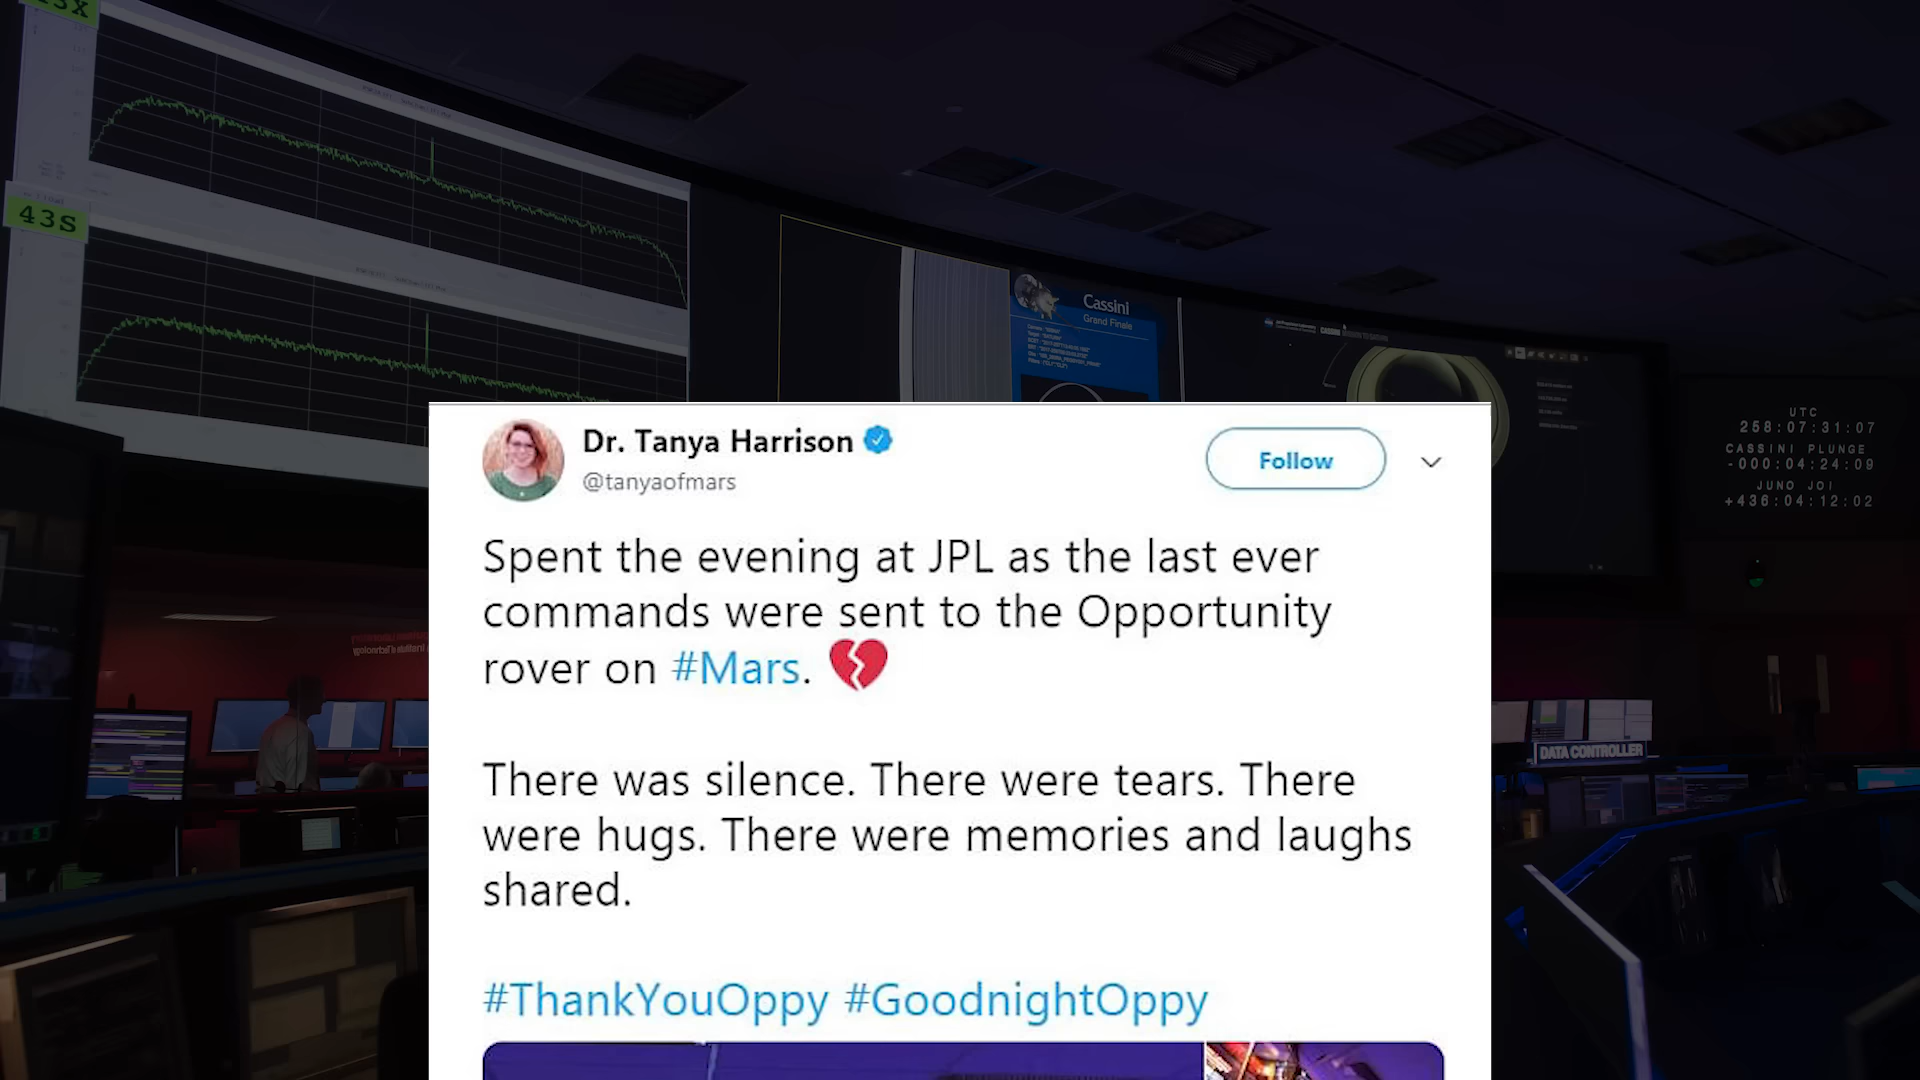 43S
Cassini
Grand Finale
UTC
258:07:31:07
CASSINI PLUNGE
-000:04:24:09
JUNO JOI
+436:04:12:02
DATA CONTROLLER
Dr. Tanya Harrison
@tanyaofmars
Follow
Spent the evening at JPL as the last ever
commands were sent to the Opportunity
rover on #Mars. 💔
There was silence. There were tears. There
were hugs. There were memories and laughs
shared.
#ThankYouOppy #GoodnightOppy